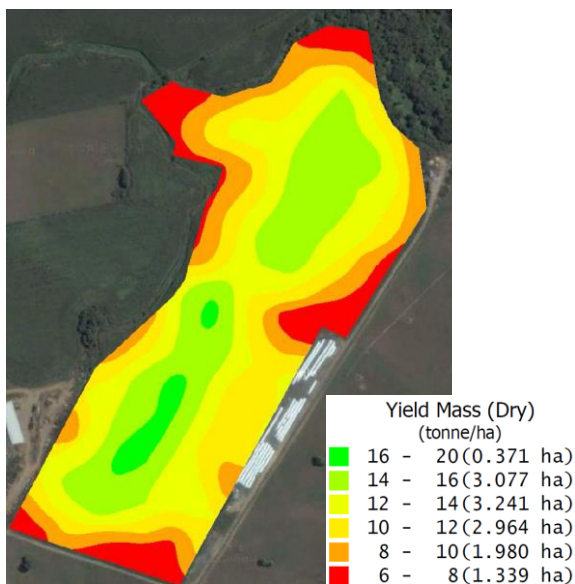 Yield Mass (Dry)
(tonne/ha)
16 - 20(0.371 ha)
14 - 16(3.077 ha)
12 - 14(3.241 ha)
10 - 12(2.964 ha)
8 - 10(1.980 ha)
6 - 8(1.339 ha)